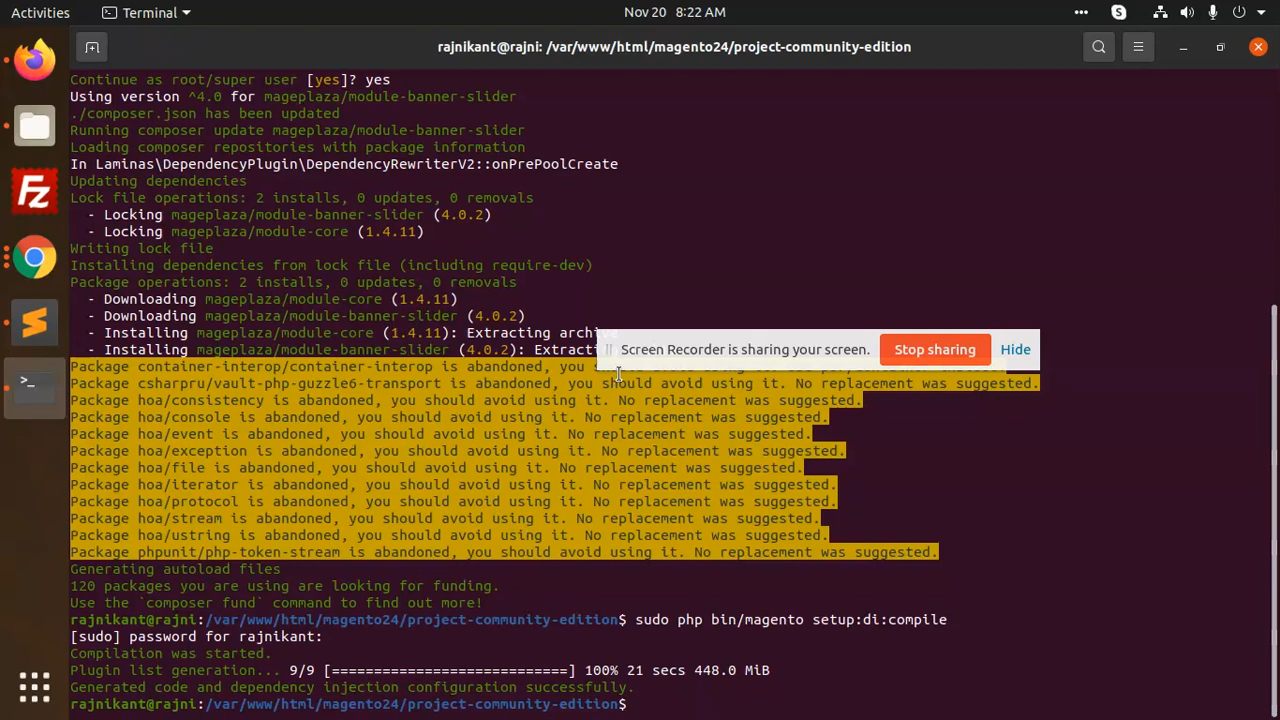 Activities Terminal Nov 20 8:22 AM
rajnikant@rajni: /var/www/html/magento24/project-community-edition
Continue as root/super user [yes]? yes
Using version ^4.0 for mageplaza/module-banner-slider
./composer.json has been updated
Running composer update mageplaza/module-banner-slider
Loading composer repositories with package information
In Laminas\DependencyPlugin\DependencyRewriterV2::onPrePoolCreate
Updating dependencies
Lock file operations: 2 installs, 0 updates, 0 removals
- Locking mageplaza/module-banner-slider (4.0.2)
- Locking mageplaza/module-core (1.4.11)
Writing lock file
Installing dependencies from lock file (including require-dev)
Package operations: 2 installs, 0 updates, 0 removals
- Downloading mageplaza/module-core (1.4.11)
- Downloading mageplaza/module-banner-slider (4.0.2)
- Installing mageplaza/module-core (1.4.11): Extracting archive
- Installing mageplaza/module-banner-slider (4.0.2): Extracti
Screen Recorder is sharing your screen. Stop sharing Hide
Package container-interop/container-interop is abandoned, you
Package csharpru/vault-php-guzzle6-transport is abandoned, you should avoid using it. No replacement was suggested.
Package hoa/consistency is abandoned, you should avoid using it. No replacement was suggested.
Package hoa/console is abandoned, you should avoid using it. No replacement was suggested.
Package hoa/event is abandoned, you should avoid using it. No replacement was suggested.
Package hoa/exception is abandoned, you should avoid using it. No replacement was suggested.
Package hoa/file is abandoned, you should avoid using it. No replacement was suggested.
Package hoa/iterator is abandoned, you should avoid using it. No replacement was suggested.
Package hoa/protocol is abandoned, you should avoid using it. No replacement was suggested.
Package hoa/stream is abandoned, you should avoid using it. No replacement was suggested.
Package hoa/ustring is abandoned, you should avoid using it. No replacement was suggested.
Package phpunit/php-token-stream is abandoned, you should avoid using it. No replacement was suggested.
Generating autoload files
120 packages you are using are looking for funding.
Use the `composer fund` command to find out more!
rajnikant@rajni:/var/www/html/magento24/project-community-edition$ sudo php bin/magento setup:di:compile
[sudo] password for rajnikant:
Compilation was started.
Plugin list generation... 9/9 [============================] 100% 21 secs 448.0 MiB
Generated code and dependency injection configuration successfully.
rajnikant@rajni:/var/www/html/magento24/project-community-edition$